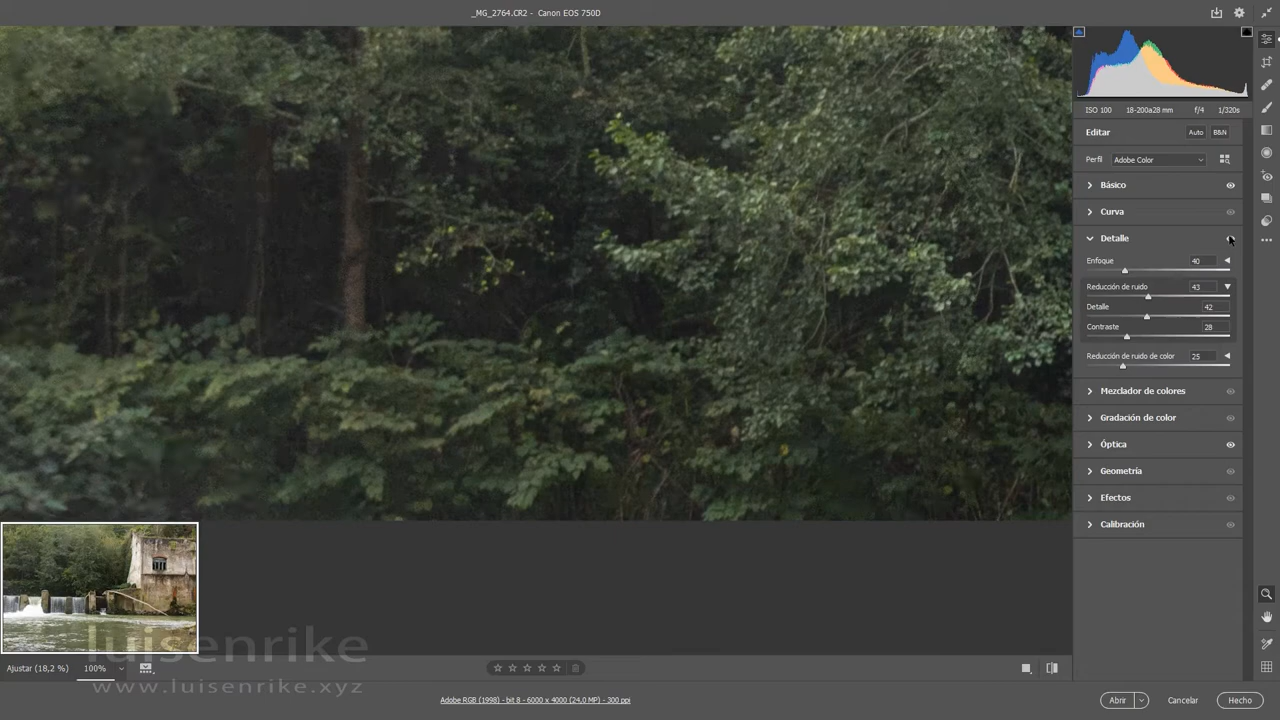 _MG_2764.CR2 - Canon EOS 750D
ISO 100 18-200a28 mm f/4 1/320s
Editar Auto B&N
Perfil Adobe Color
Básico
Curva
Detalle
Enfoque 40
Reducción de ruido 43
Detalle 42
Contraste 28
Reducción de ruido de color 25
Mezclador de colores
Gradación de color
Óptica
Geometría
Efectos
Calibración
luisenrike
Ajustar (18,2 %) 100%
www.luisenrike.xyz
Adobe RGB (1998) - bit 8 - 6000 x 4000 (24,0 MP) - 300 ppi
Abrir Cancelar Hecho